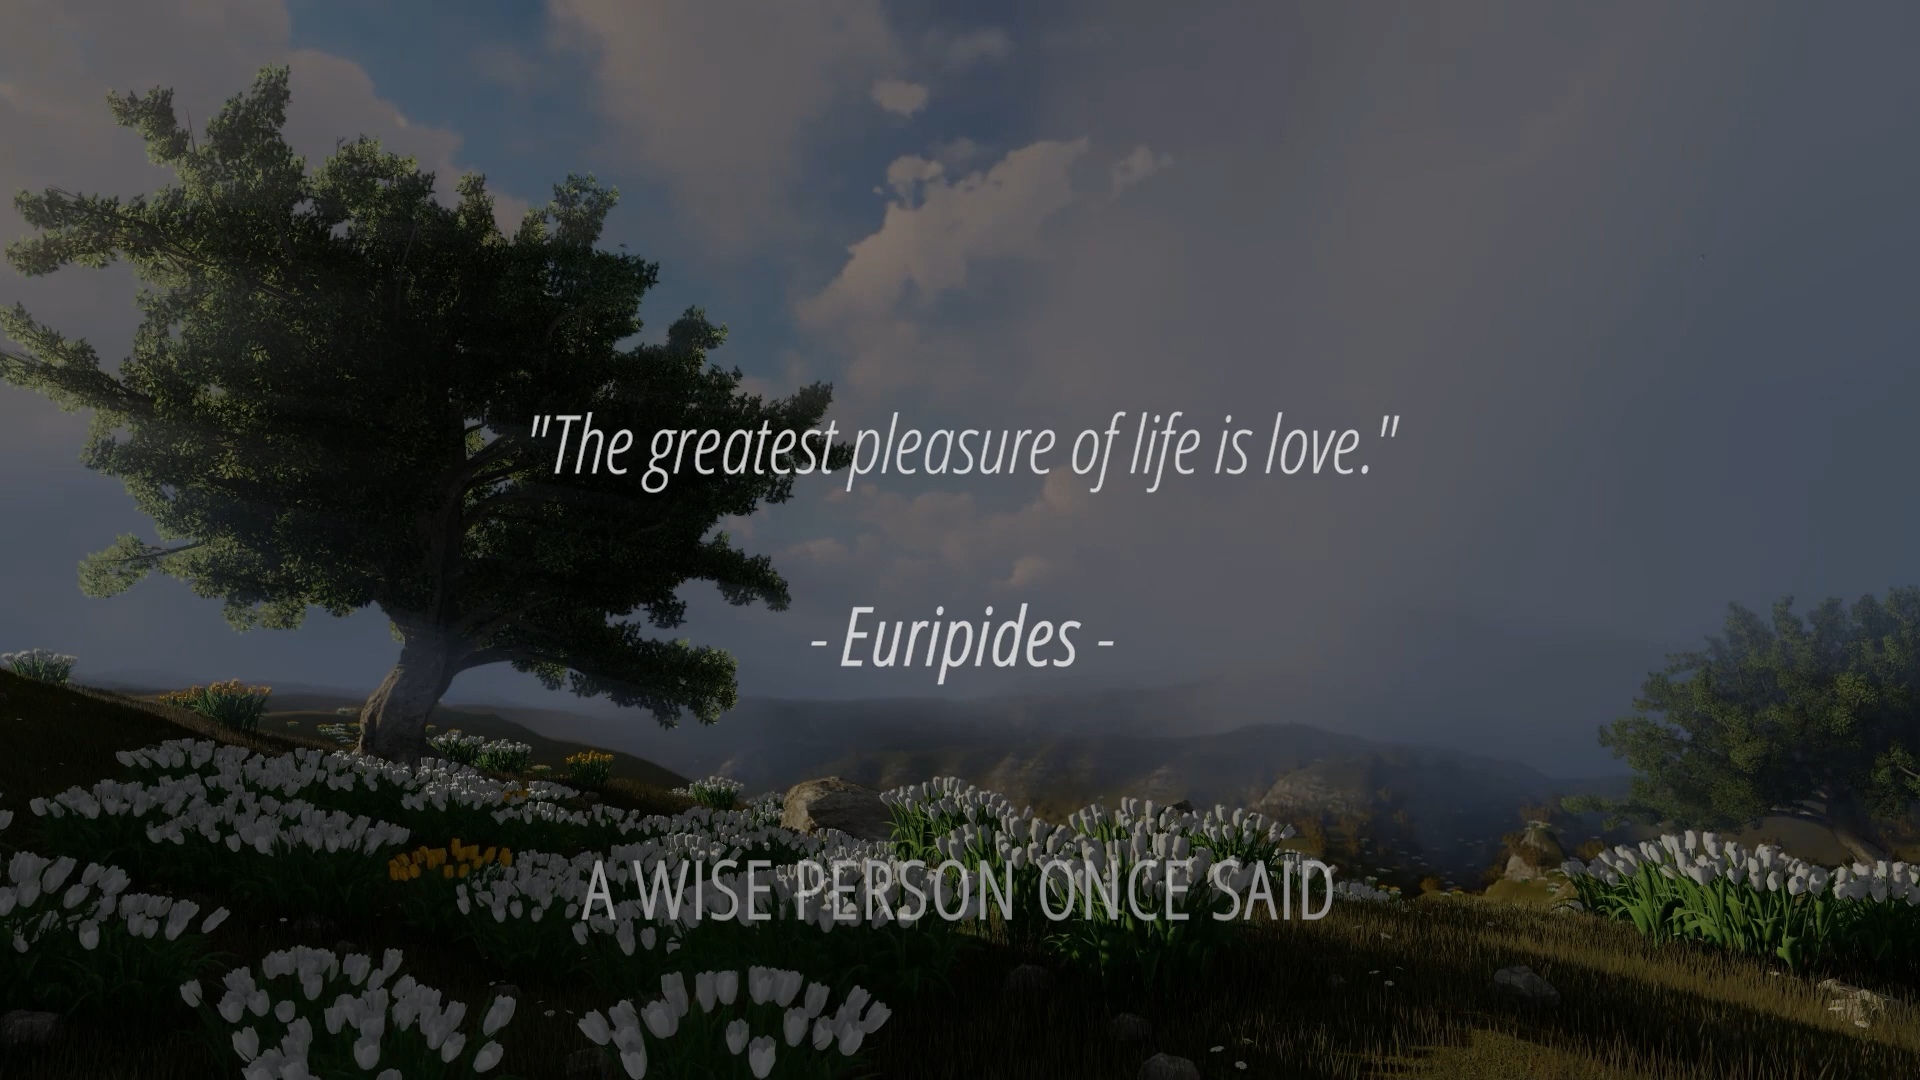 "The greatest pleasure of life is love."
- Euripides -
A WISE PERSON ONCE SAID